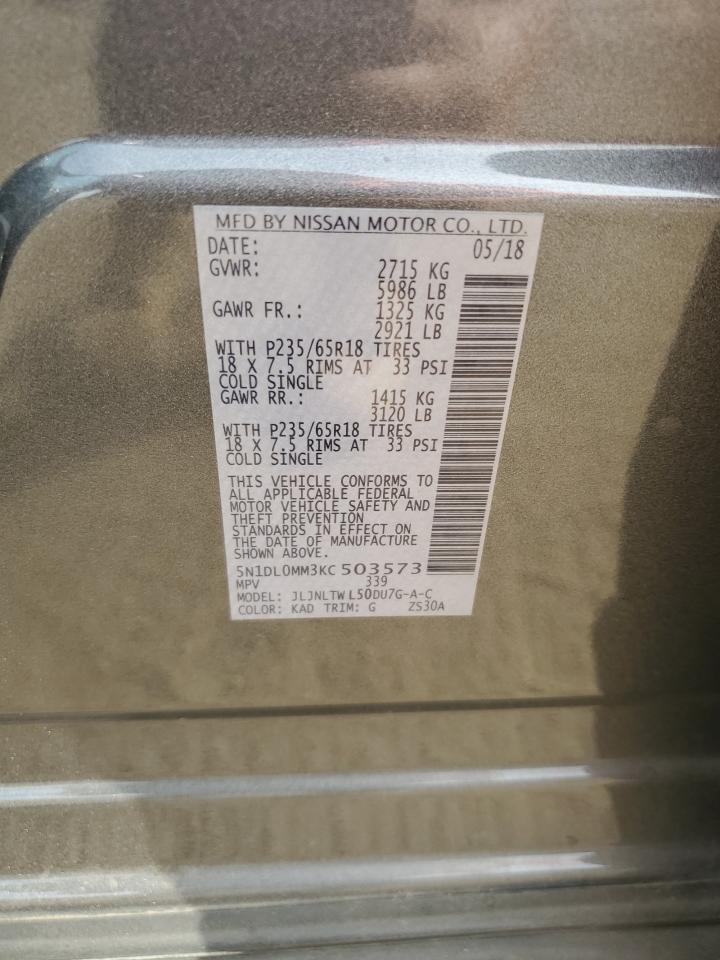 MFD BY NISSAN MOTOR CO., LTD.
DATE: 05/18
GVWR: 2715 KG
5986 LB
GAWR FR.: 1325 KG
2921 LB
WITH P235/65R18 TIRES
18 X 7.5 RIMS AT 33 PSI
COLD SINGLE
GAWR RR.: 1415 KG
3120 LB
WITH P235/65R18 TIRES
18 X 7.5 RIMS AT 33 PSI
COLD SINGLE
THIS VEHICLE CONFORMS TO
ALL APPLICABLE FEDERAL
MOTOR VEHICLE SAFETY AND
THEFT PREVENTION
STANDARDS IN EFFECT ON
THE DATE OF MANUFACTURE
SHOWN ABOVE.
5N1DL0MM3KC503573
MPV 339
MODEL: JLJNLTWL50DU7G-A-C
COLOR: KAD TRIM: G ZS30A